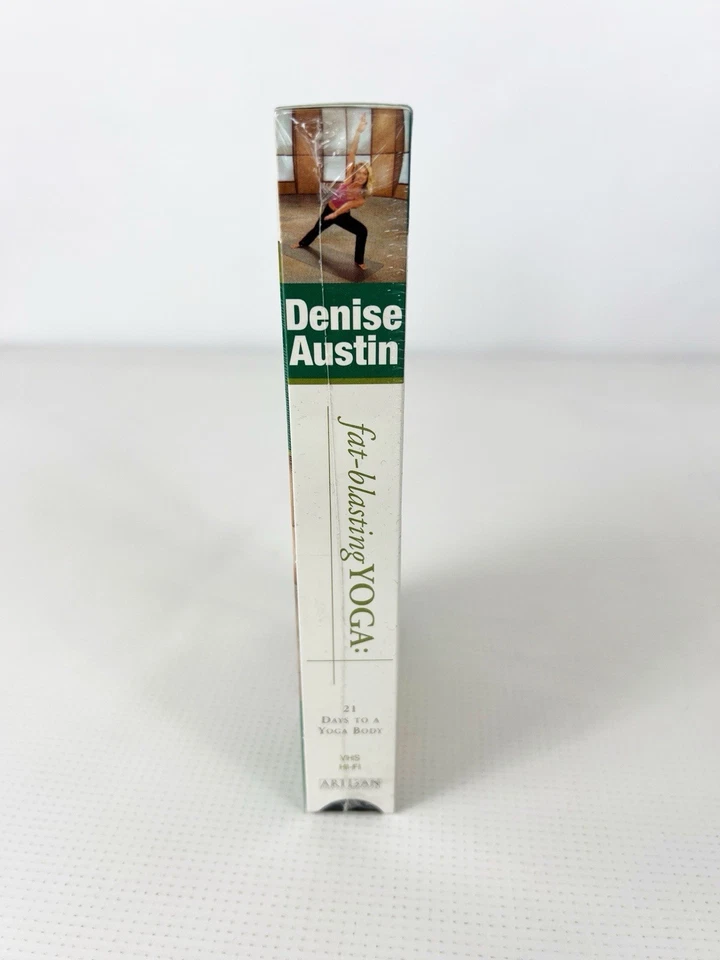 Denise
Austin
fat-blasting YOGA:
21
DAYS TO A
YOGA BODY
VHS
HI-FI
ARTISAN